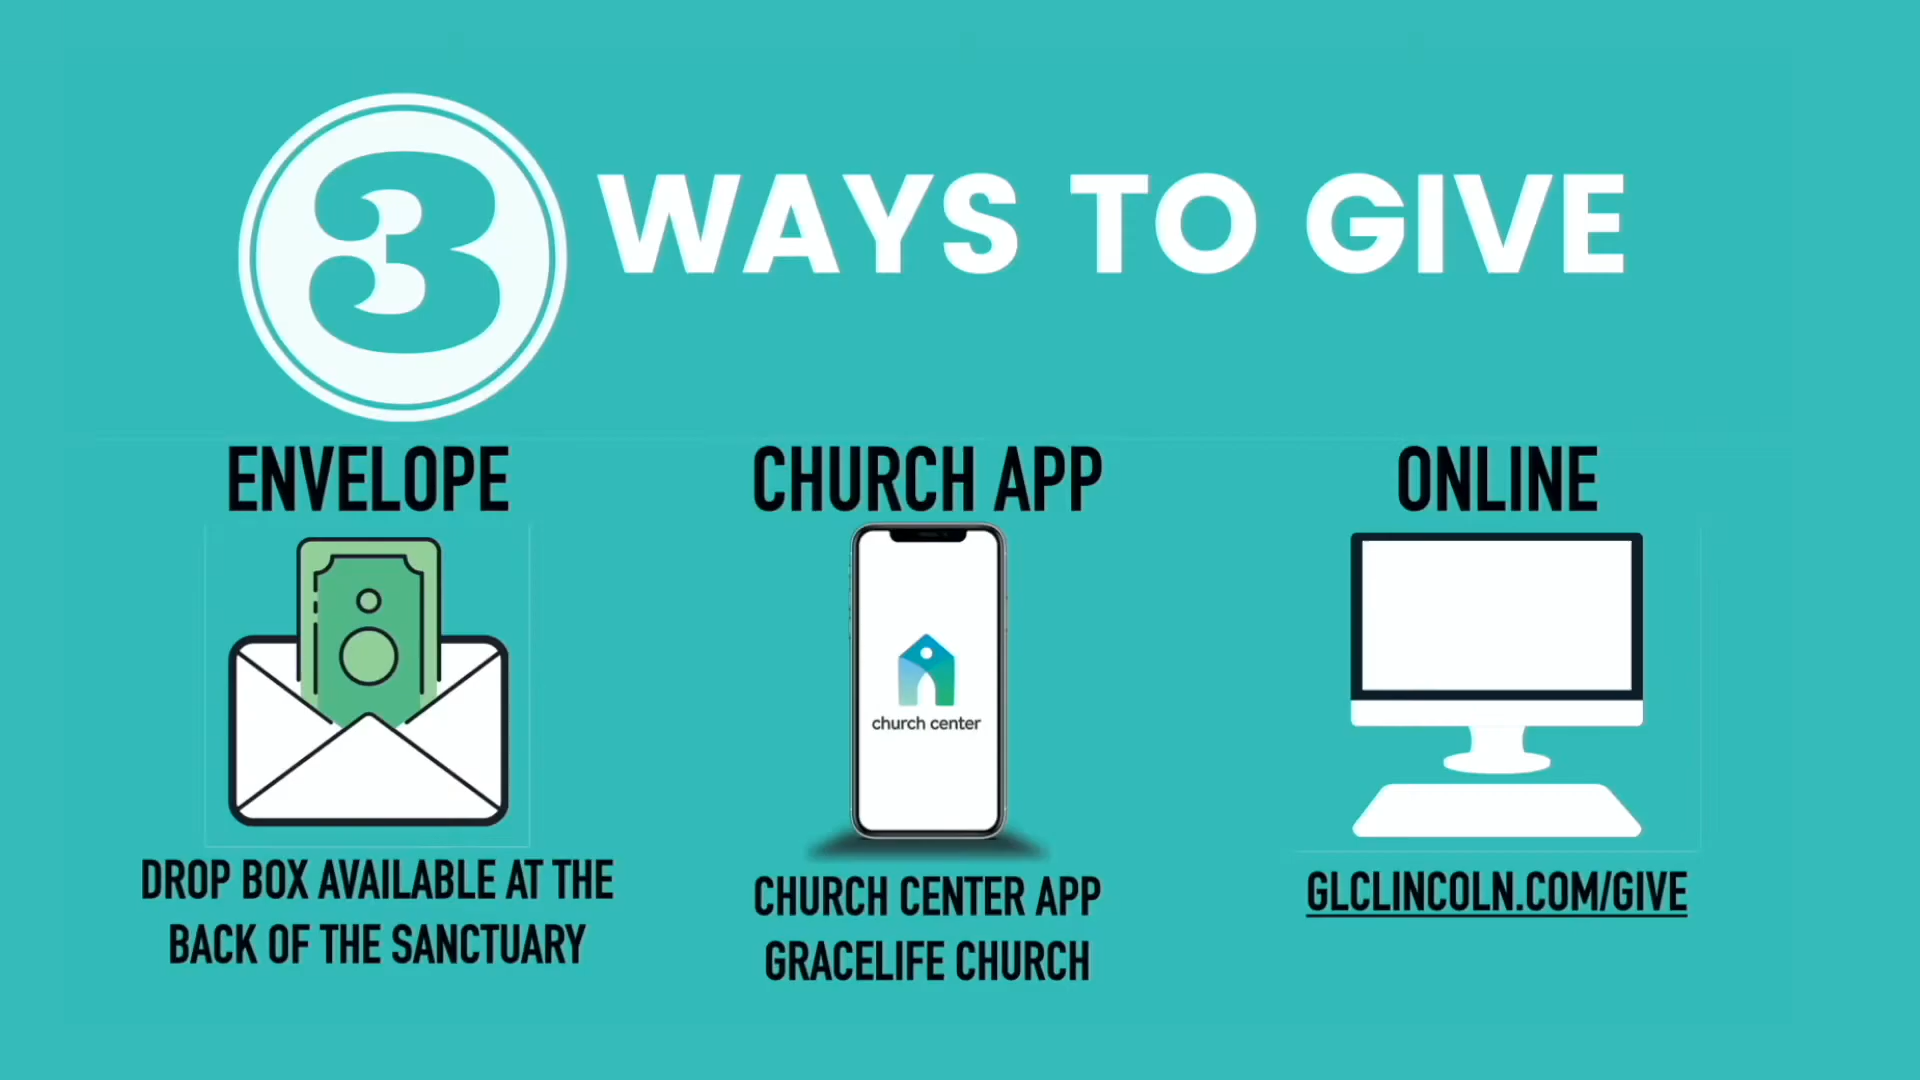 3 WAYS TO GIVE
ENVELOPE
DROP BOX AVAILABLE AT THE
BACK OF THE SANCTUARY
CHURCH APP
church center
CHURCH CENTER APP
GRACELIFE CHURCH
ONLINE
GLCLINCOLN.COM/GIVE